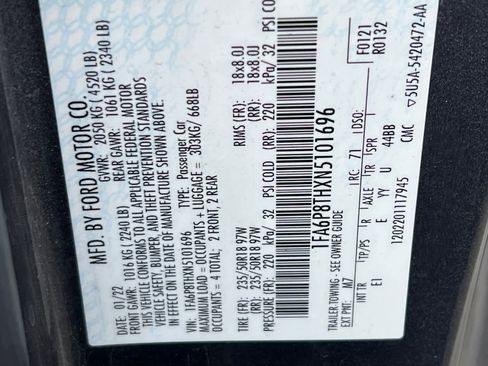 MFD. BY FORD MOTOR CO.
DATE: 01/22 GVWR: 2050 KG (4520 LB)
FRONT GAWR: 1016 KG (2240 LB) REAR GAWR: 1061 KG (2340 LB)
THIS VEHICLE CONFORMS TO ALL APPLICABLE FEDERAL MOTOR
VEHICLE SAFETY, BUMPER, AND THEFT PREVENTION STANDARDS
IN EFFECT ON THE DATE OF MANUFACTURE SHOWN ABOVE.
VIN: 1FA6P8THXN5101696 TYPE: Passenger Car
MAXIMUM LOAD = OCCUPANTS + LUGGAGE = 303KG/ 668LB
OCCUPANTS = 4 TOTAL; 2 FRONT, 2 REAR
TIRE (FR): 235/50R18 97W RIMS (FR): 18x8.0J
TIRE (RR): 235/50R18 97W RIMS (RR): 18x8.0J
PRESSURE (FR): 220 kPa/ 32 PSI COLD (RR): 220 kPa/ 32 PSI COLD
1FA6P8THXN5101696
F0121
R0132
TRAILER TOWING - SEE OWNER GUIDE
EXT PNT: M7 RC: 71 DSO:
INT TR TP/PS R AXLE TR SPR
EI E YY U 44BB
1202201117945 CMC ▽5U5A-5420472-AA